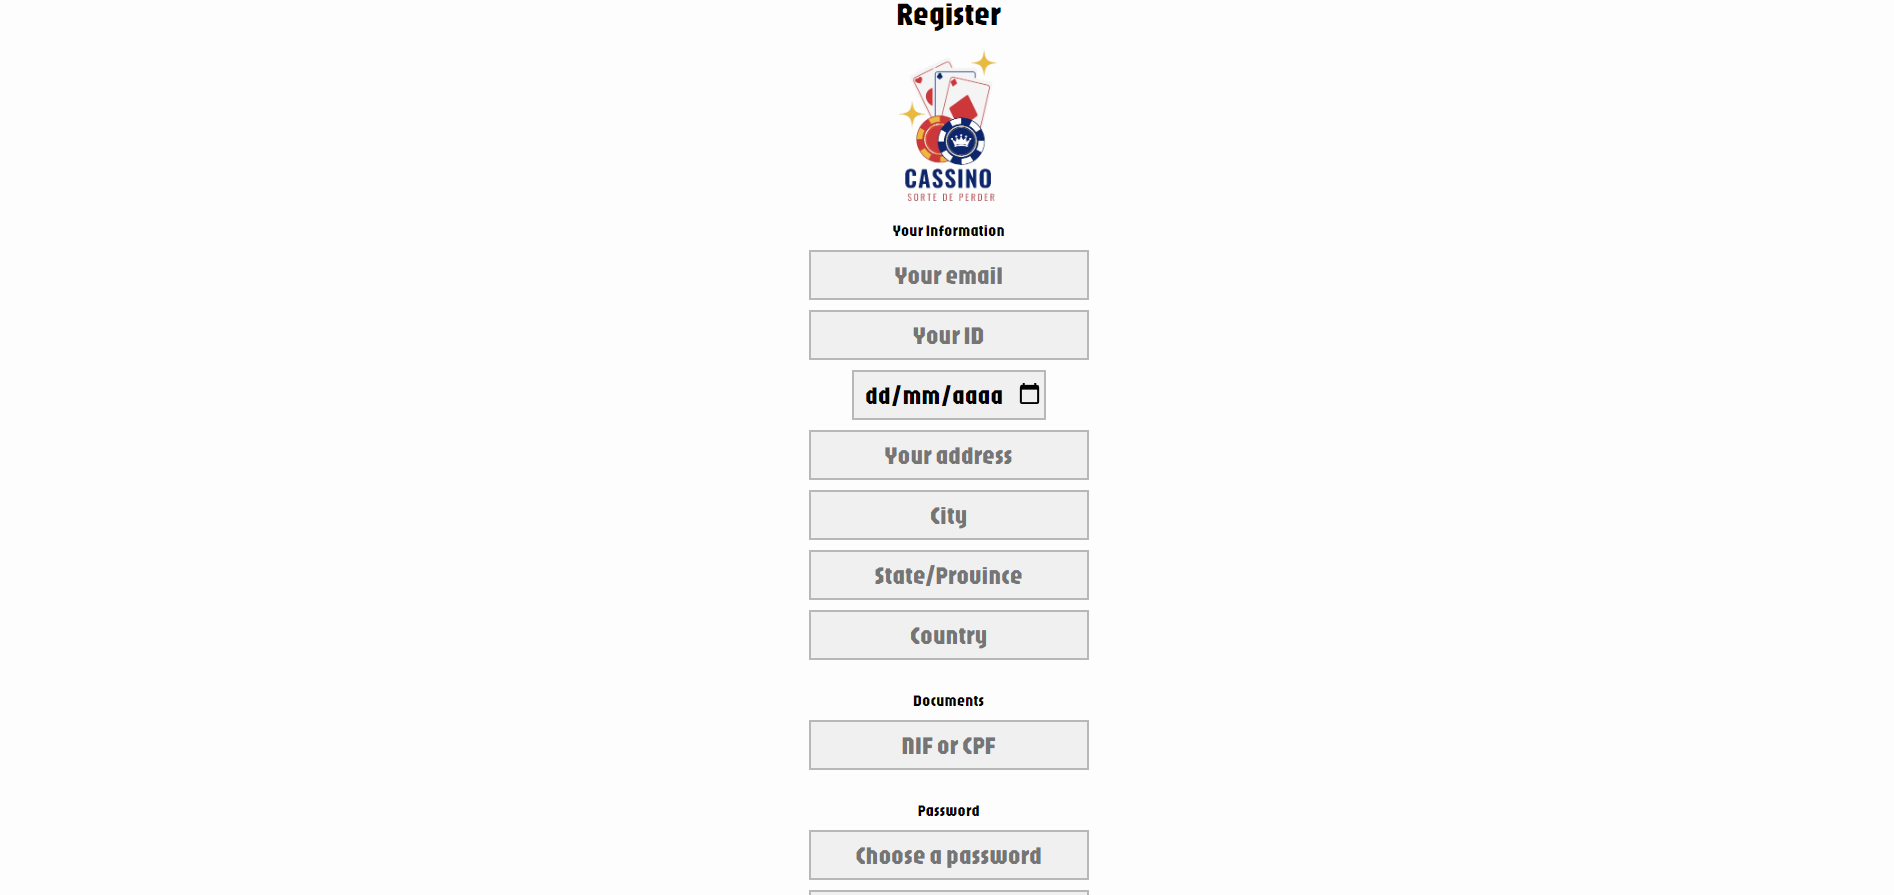 Register
CASSINO
SORTE DE PERDER
Your Information
Your email
Your ID
dd/mm/aaaa
Your address
City
State/Province
Country
Documents
NIF or CPF
Password
Choose a password